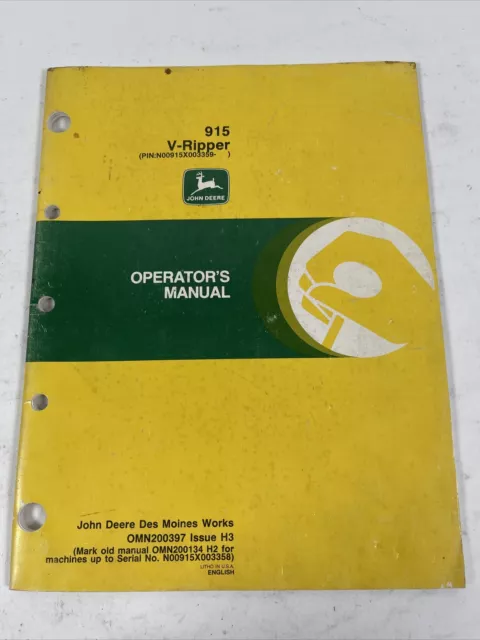 915
V-Ripper
(PIN:N00915X003359- )
JOHN DEERE
OPERATOR'S
MANUAL
John Deere Des Moines Works
OMN200397 Issue H3
(Mark old manual OMN200134 H2 for
machines up to Serial No. N00915X003358)
LITHO IN U.S.A.
ENGLISH